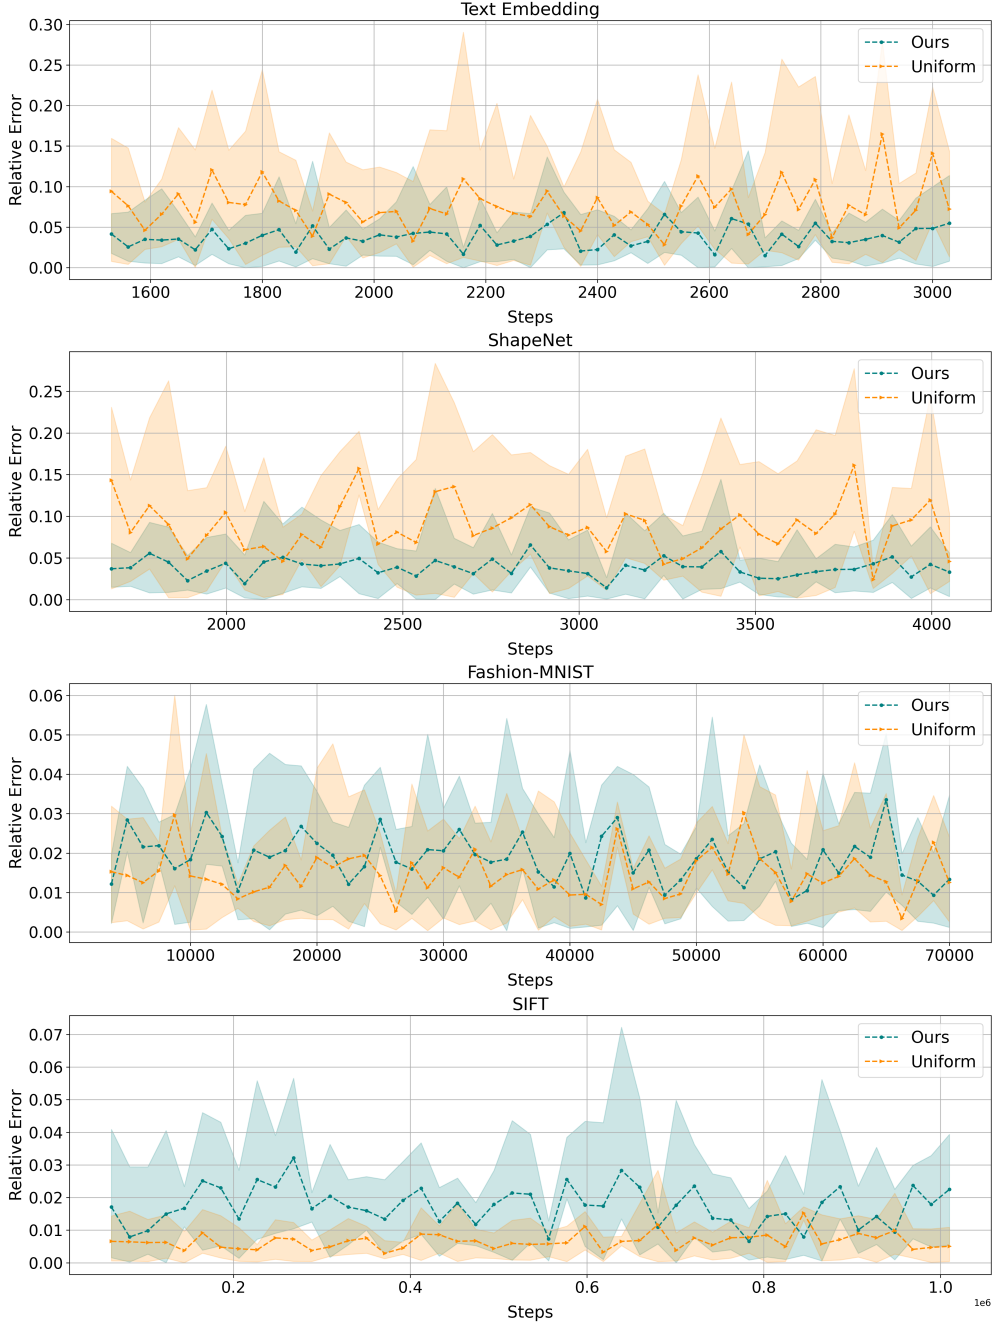 Text Embedding
0.30
0.25
0.20
0.15
0.10
0.05
0.00
Relative Error
Ours
Uniform
1600 1800 2000 2200 2400 2600 2800 3000
Steps
ShapeNet
0.25
0.20
0.15
0.10
0.05
0.00
Relative Error
Ours
Uniform
2000 2500 3000 3500 4000
Steps
Fashion-MNIST
0.06
0.05
0.04
0.03
0.02
0.01
0.00
Relative Error
Ours
Uniform
10000 20000 30000 40000 50000 60000 70000
Steps
SIFT
0.07
0.06
0.05
0.04
0.03
0.02
0.01
0.00
Relative Error
Ours
Uniform
0.2 0.4 0.6 0.8 1.0
1e6
Steps